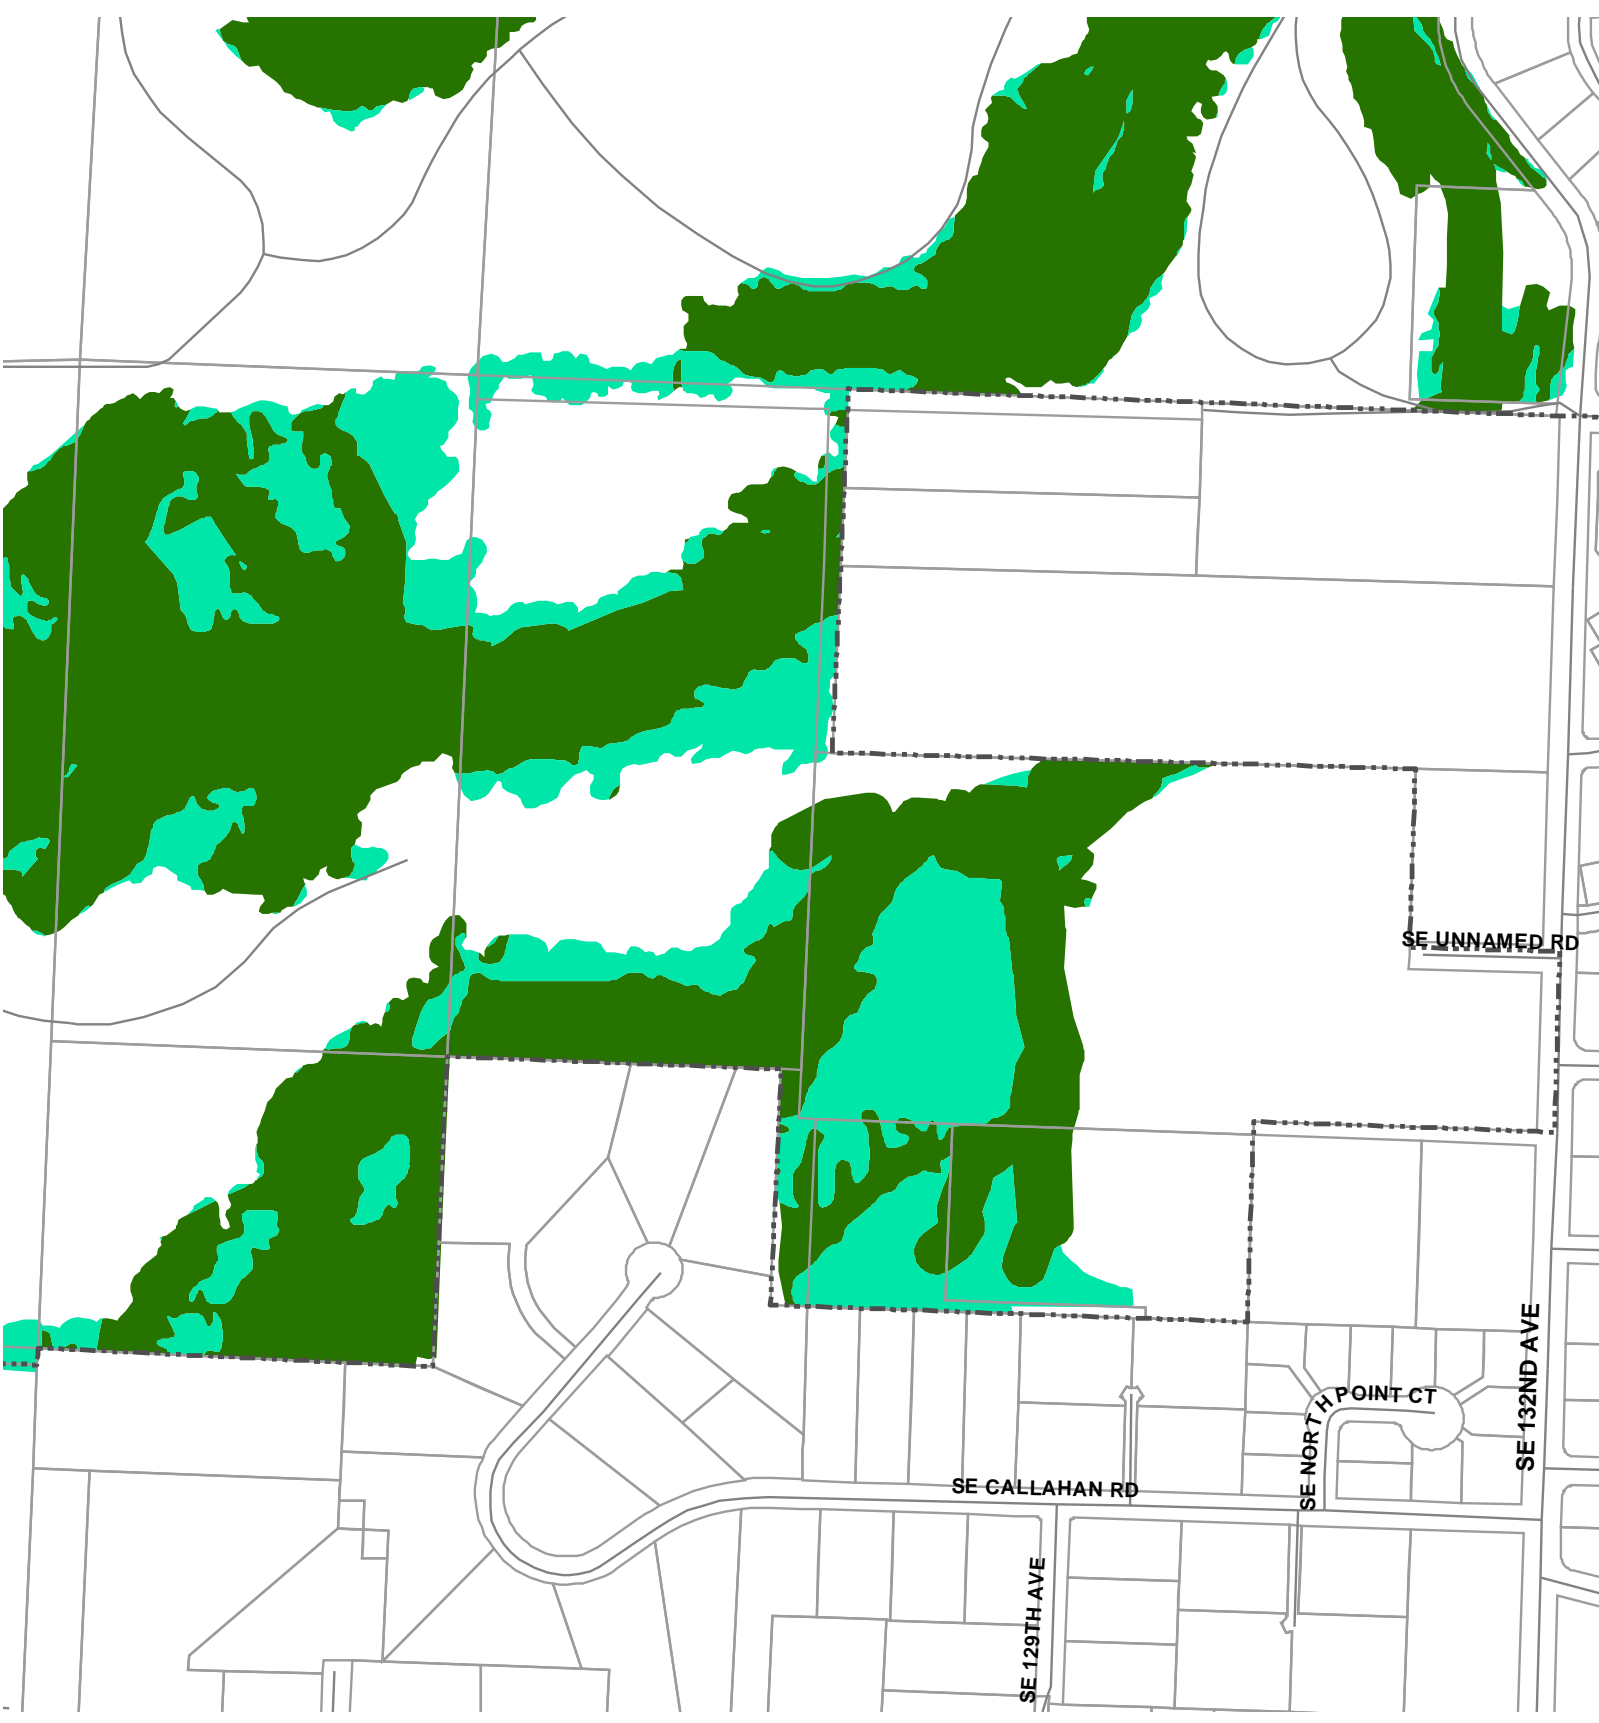 SE UNNAMED RD
SE 132ND AVE
SE NORTH POINT CT
SE CALLAHAN RD
SE 129TH AVE